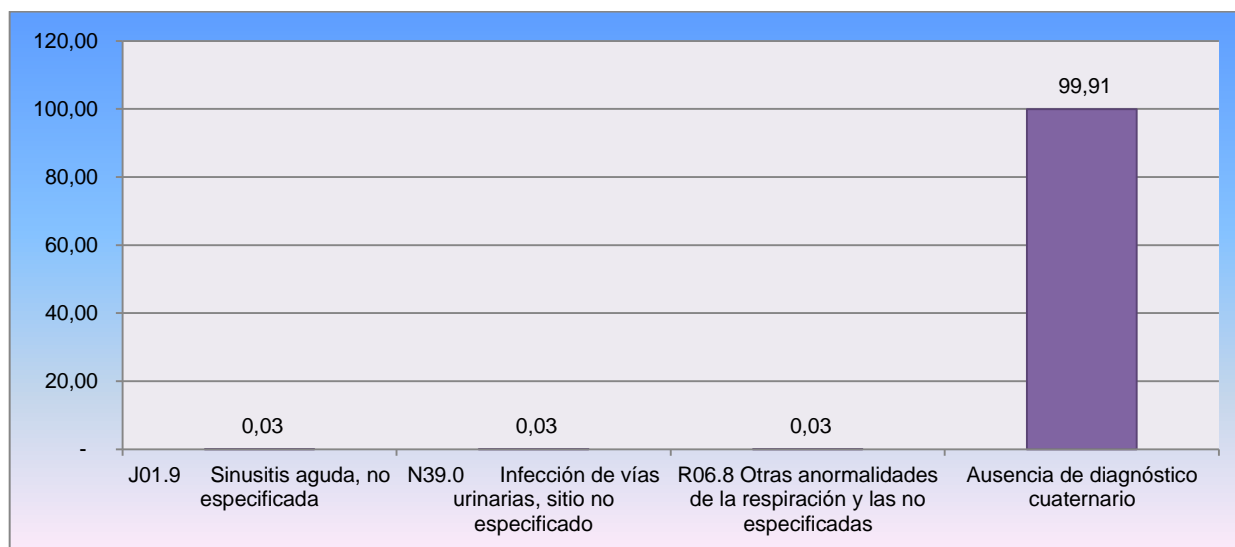 120,00
100,00
80,00
60,00
40,00
20,00
-
0,03
0,03
0,03
99,91
J01.9 Sinusitis aguda, no
especificada
N39.0 Infección de vías
urinarias, sitio no
especificado
R06.8 Otras anormalidades
de la respiración y las no
especificadas
Ausencia de diagnóstico
cuaternario